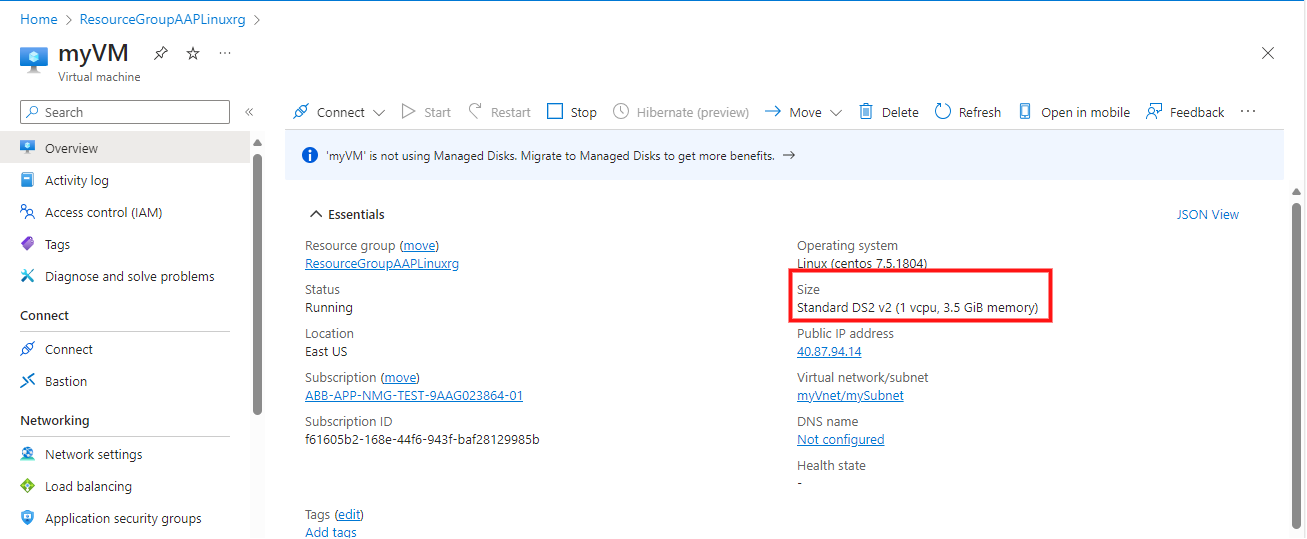 Home > ResourceGroupAAPLinuxrg >
myVM ...
Virtual machine
Search «
Overview
Activity log
Access control (IAM)
Tags
Diagnose and solve problems
Connect
Connect
Bastion
Networking
Network settings
Load balancing
Application security groups
Connect Start Restart Stop Hibernate (preview) Move Delete Refresh Open in mobile Feedback ...
'myVM' is not using Managed Disks. Migrate to Managed Disks to get more benefits. →
Essentials JSON View
Resource group (move)
ResourceGroupAAPLinuxrg
Status
Running
Location
East US
Subscription (move)
ABB-APP-NMG-TEST-9AAG023864-01
Subscription ID
f61605b2-168e-44f6-943f-baf28129985b
Operating system
Linux (centos 7.5.1804)
Size
Standard DS2 v2 (1 vcpu, 3.5 GiB memory)
Public IP address
40.87.94.14
Virtual network/subnet
myVnet/mySubnet
DNS name
Not configured
Health state
-
Tags (edit)
Add tags